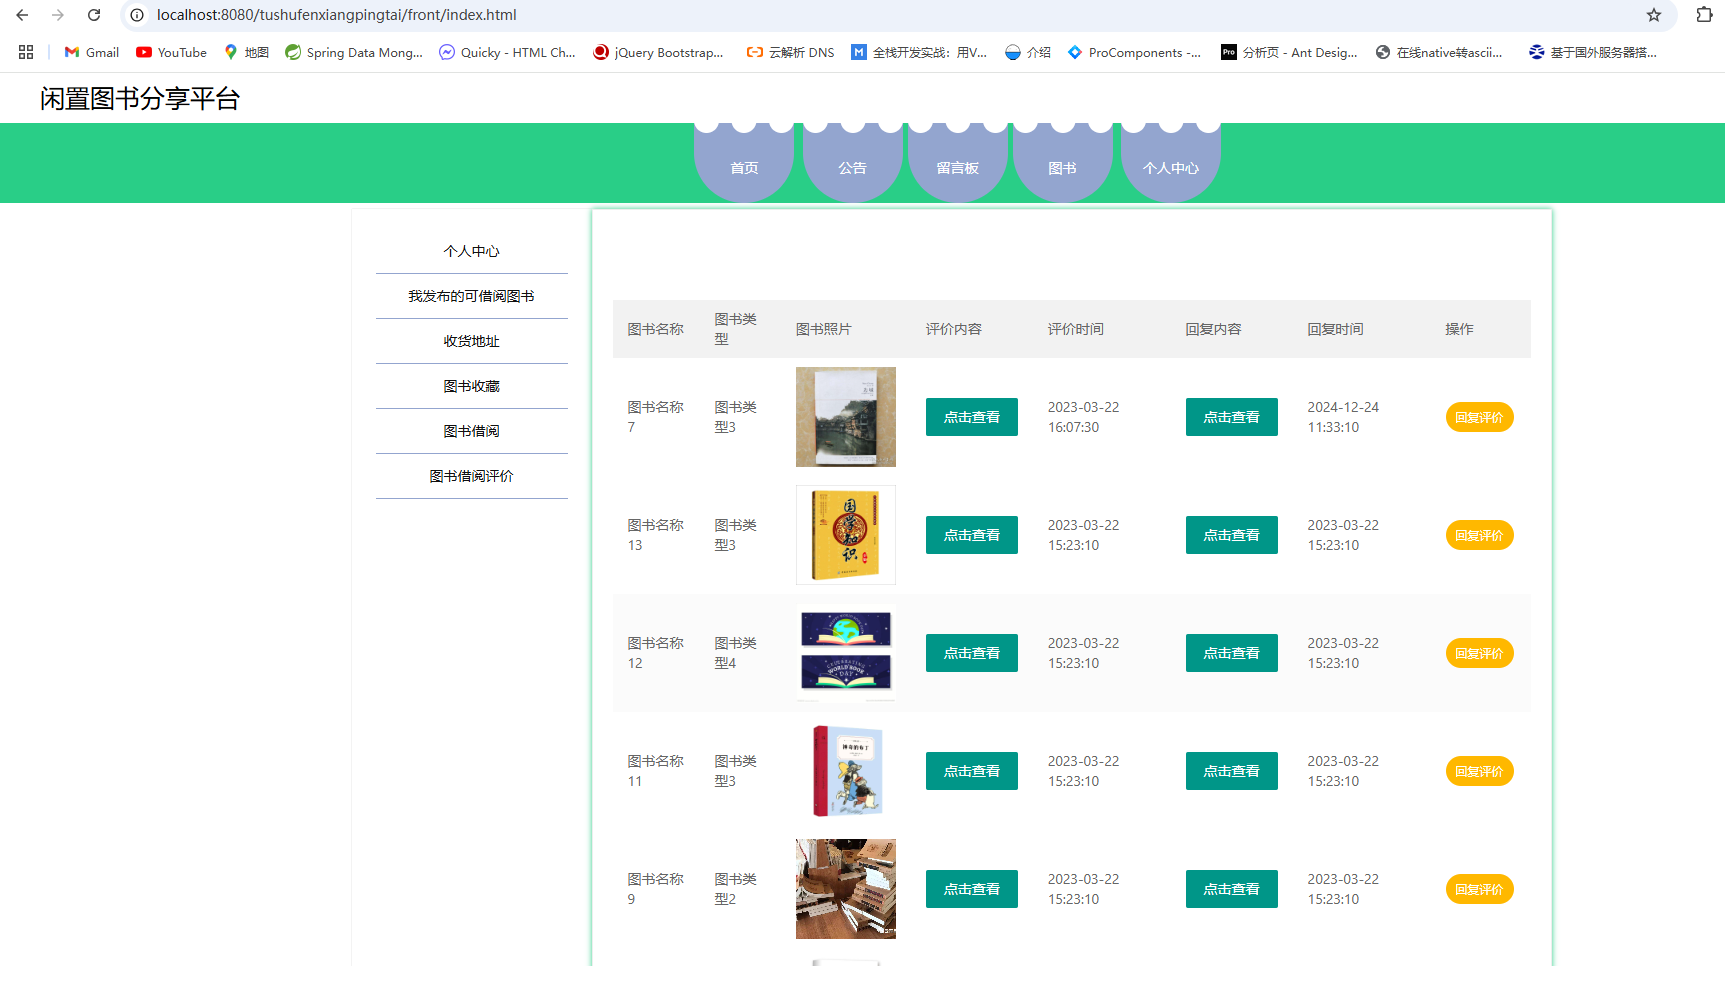 localhost:8080/tushufenxiangpingtai/front/index.html
Gmail YouTube 地图 Spring Data Mong... Quicky - HTML Ch... jQuery Bootstrap... 云解析 DNS 全栈开发实战：用V... 介绍 ProComponents -... Pro 分析页 - Ant Desig... 在线native转ascii... 基于国外服务器搭...
闲置图书分享平台
首页 公告 留言板 图书 个人中心
个人中心
我发布的可借阅图书
收货地址
图书收藏
图书借阅
图书借阅评价
图书名称 图书类型 图书照片 评价内容 评价时间 回复内容 回复时间 操作
图书名称7 图书类型3 点击查看 2023-03-22 16:07:30 点击查看 2024-12-24 11:33:10 回复评价
图书名称13 图书类型3 点击查看 2023-03-22 15:23:10 点击查看 2023-03-22 15:23:10 回复评价
国学知识
图书名称12 图书类型4 点击查看 2023-03-22 15:23:10 点击查看 2023-03-22 15:23:10 回复评价
CELEBRATING
WORLD BOOK
DAY
图书名称11 图书类型3 点击查看 2023-03-22 15:23:10 点击查看 2023-03-22 15:23:10 回复评价
神奇的布丁
图书名称9 图书类型2 点击查看 2023-03-22 15:23:10 点击查看 2023-03-22 15:23:10 回复评价